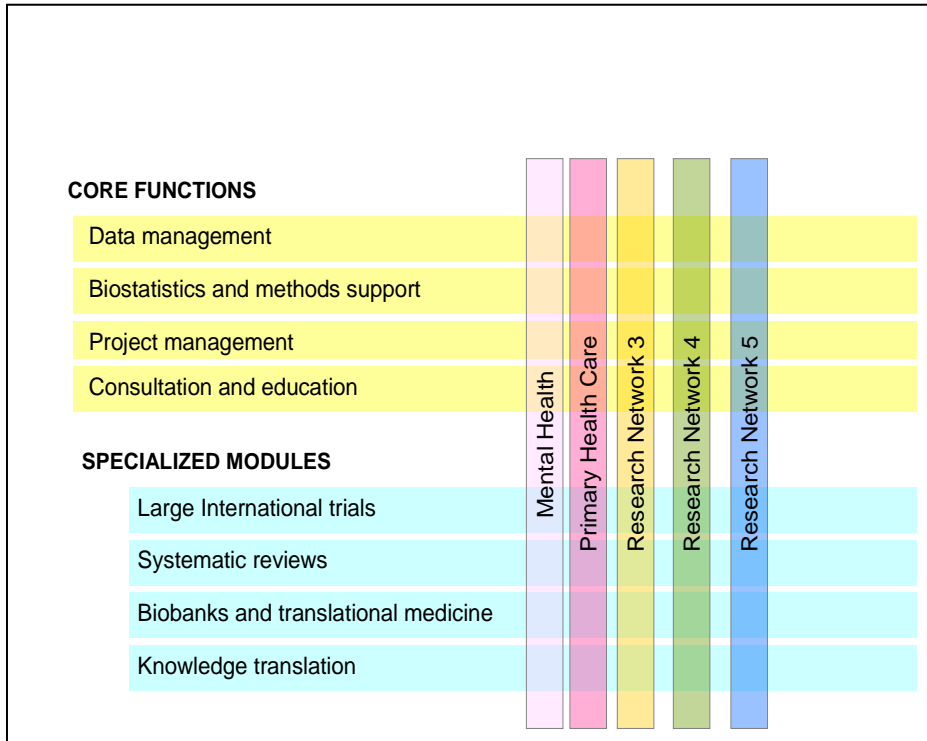 CORE FUNCTIONS
Data management
Biostatistics and methods support
Project management
Consultation and education
SPECIALIZED MODULES
Large International trials
Systematic reviews
Biobanks and translational medicine
Knowledge translation
Mental Health
Primary Health Care
Research Network 3
Research Network 4
Research Network 5